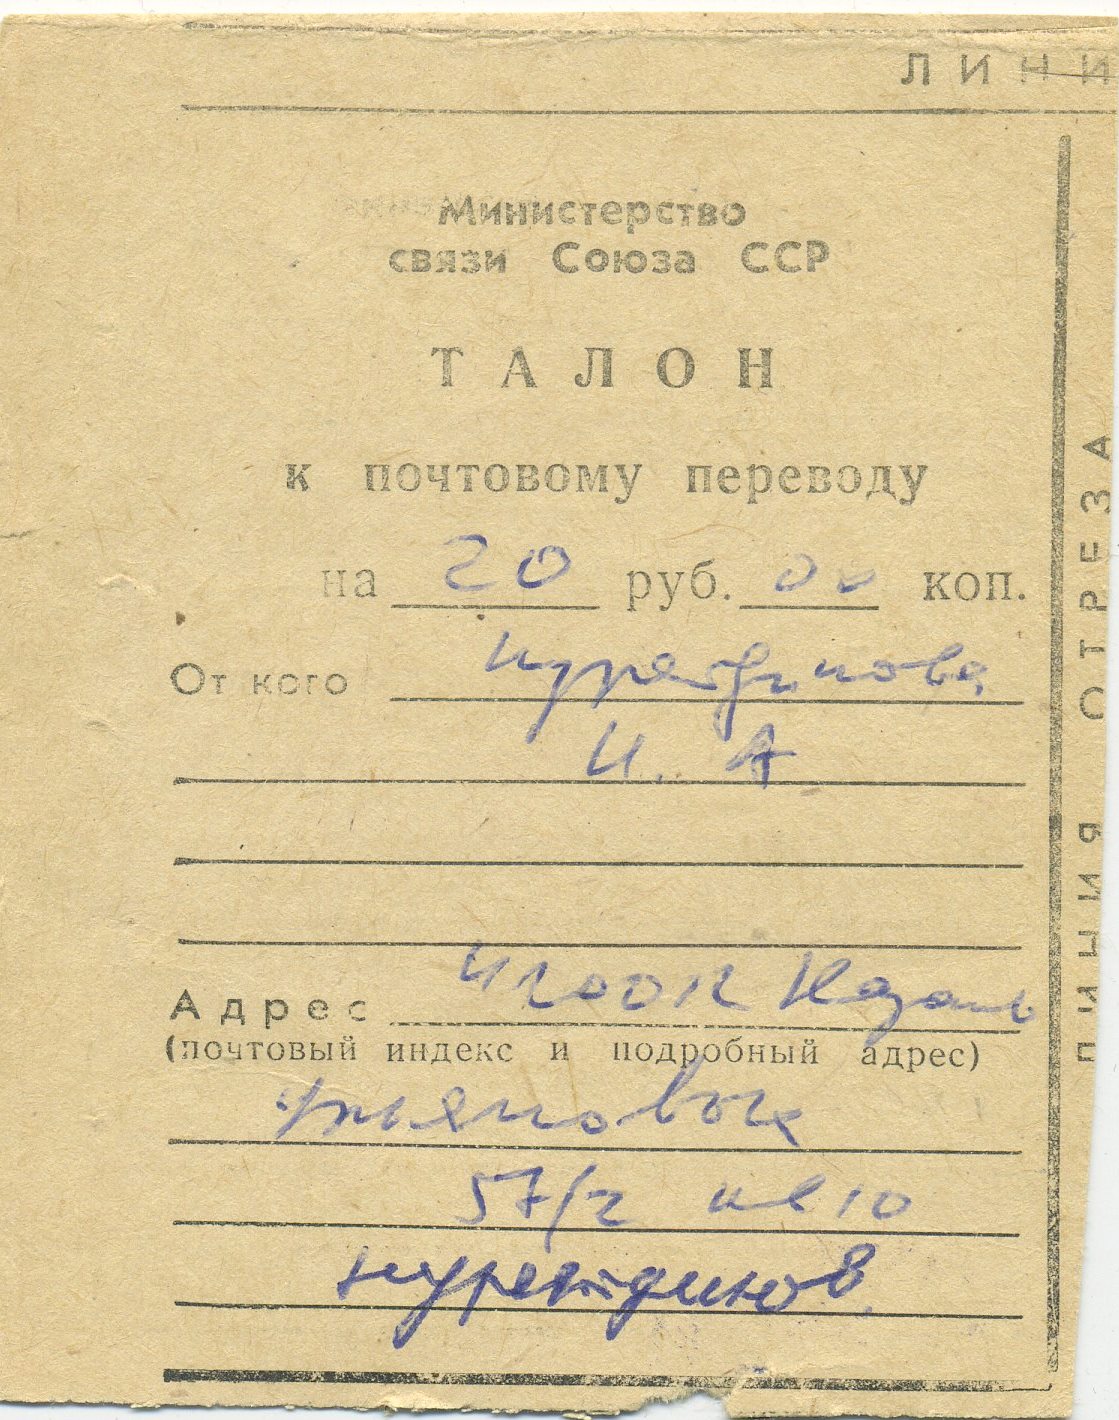 ЛИНИ
Министерство
связи Союза ССР
ТАЛОН
к почтовому переводу
на 20 руб. 00 коп.
От кого Нуретдинова
И. А
Адрес Казань
(почтовый индекс и подробный адрес)
57/2 кв 10
Нуретдинов
ЛИНИЯ ОТРЕЗА